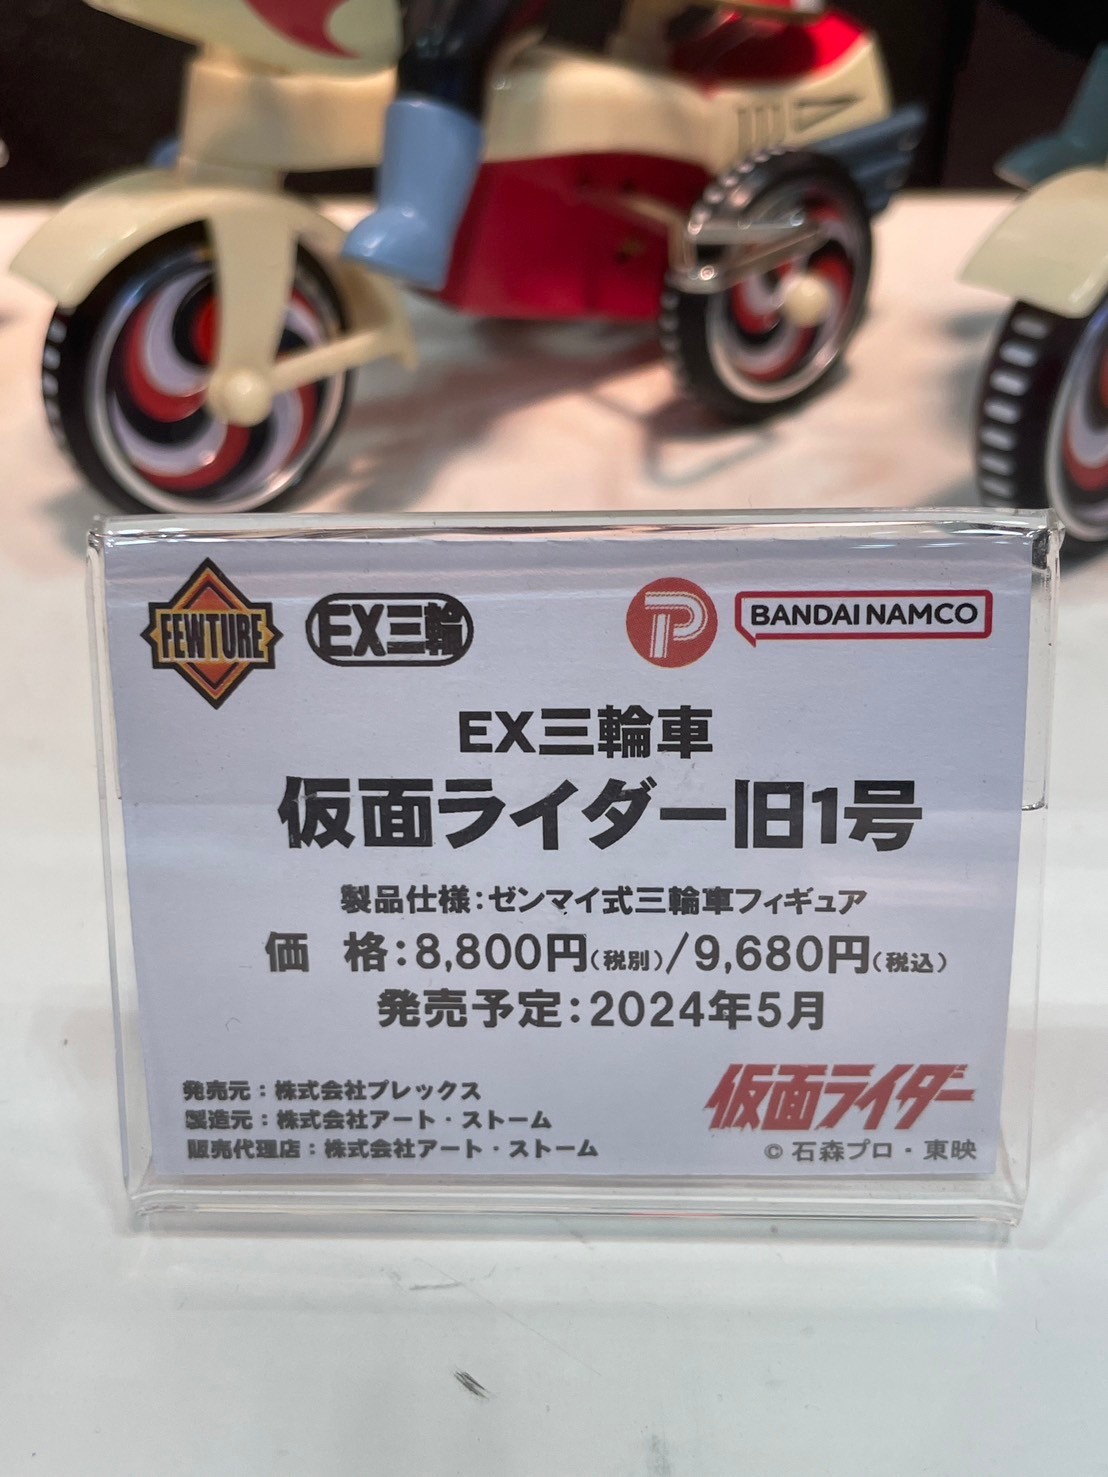 FEWTURE
EX三輪
P
BANDAI NAMCO
EX三輪車
仮面ライダー旧1号
製品仕様：ゼンマイ式三輪車フィギュア
価　格：8,800円（税別）/9,680円（税込）
発売予定：2024年5月
発売元：株式会社プレックス
製造元：株式会社アート・ストーム
販売代理店：株式会社アート・ストーム
仮面ライダー
© 石森プロ・東映